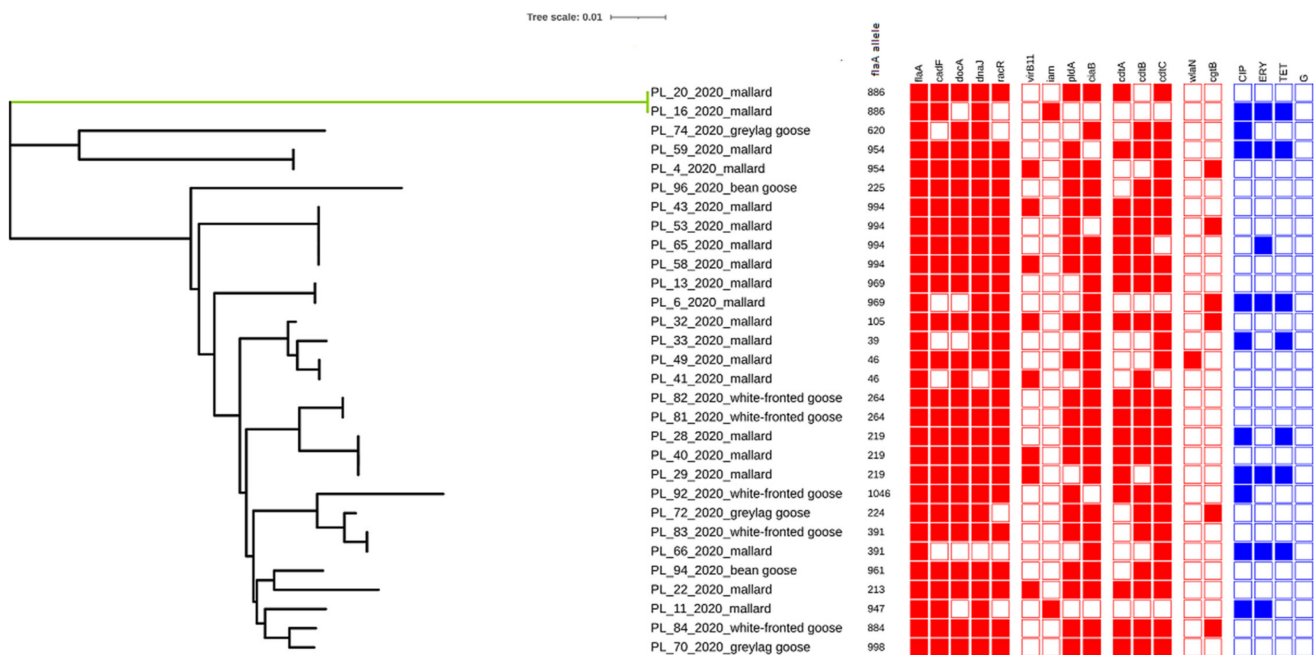 Tree scale: 0.01
flaA allele
flaA cadF docA dnaJ racR virB11 iam pldA ciaB cdtA cdtB cdtC wlaN cgtB CIP ERY TET G
PL_20_2020_mallard 886
PL_16_2020_mallard 886
PL_74_2020_greylag goose 620
PL_59_2020_mallard 954
PL_4_2020_mallard 954
PL_96_2020_bean goose 225
PL_43_2020_mallard 994
PL_53_2020_mallard 994
PL_65_2020_mallard 994
PL_58_2020_mallard 994
PL_13_2020_mallard 969
PL_6_2020_mallard 969
PL_32_2020_mallard 105
PL_33_2020_mallard 39
PL_49_2020_mallard 46
PL_41_2020_mallard 46
PL_82_2020_white-fronted goose 264
PL_81_2020_white-fronted goose 264
PL_28_2020_mallard 219
PL_40_2020_mallard 219
PL_29_2020_mallard 219
PL_92_2020_white-fronted goose 1046
PL_72_2020_greylag goose 224
PL_83_2020_white-fronted goose 391
PL_66_2020_mallard 391
PL_94_2020_bean goose 961
PL_22_2020_mallard 213
PL_11_2020_mallard 947
PL_84_2020_white-fronted goose 884
PL_70_2020_greylag goose 998